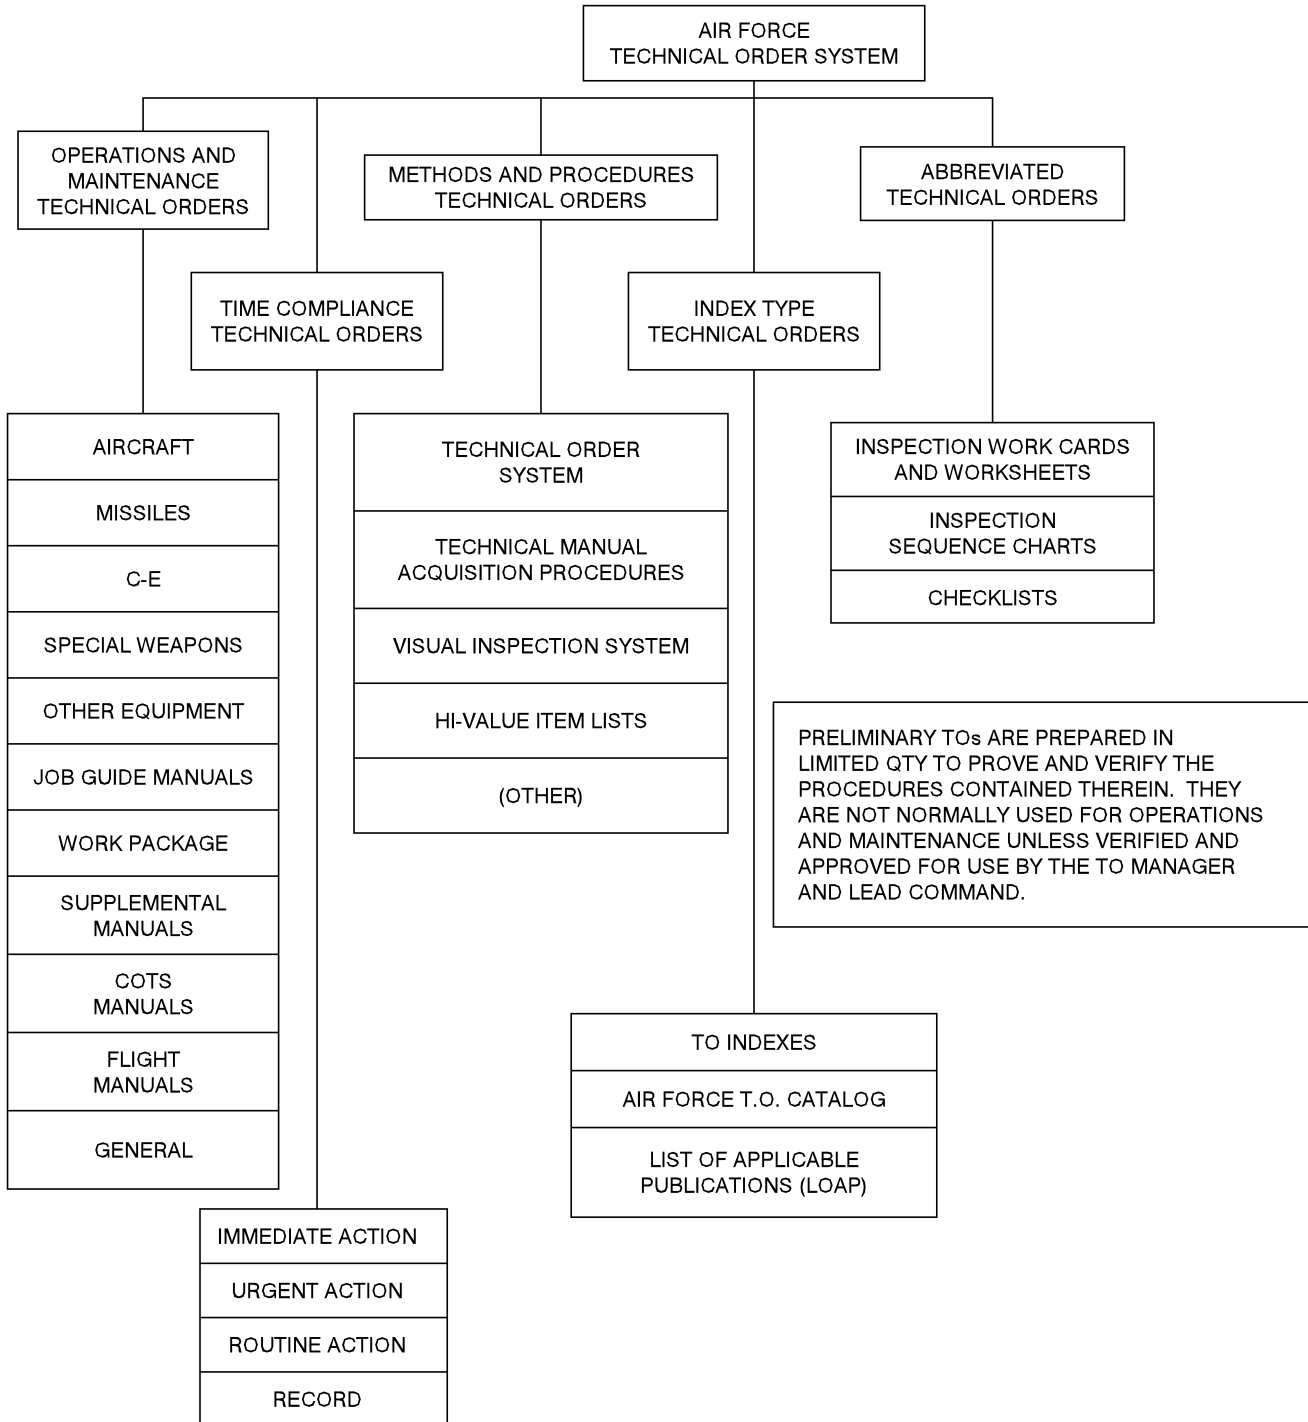 AIR FORCE
TECHNICAL ORDER SYSTEM
OPERATIONS AND
MAINTENANCE
TECHNICAL ORDERS
METHODS AND PROCEDURES
TECHNICAL ORDERS
ABBREVIATED
TECHNICAL ORDERS
TIME COMPLIANCE
TECHNICAL ORDERS
INDEX TYPE
TECHNICAL ORDERS
AIRCRAFT
MISSILES
C-E
SPECIAL WEAPONS
OTHER EQUIPMENT
JOB GUIDE MANUALS
WORK PACKAGE
SUPPLEMENTAL
MANUALS
COTS
MANUALS
FLIGHT
MANUALS
GENERAL
TECHNICAL ORDER
SYSTEM
TECHNICAL MANUAL
ACQUISITION PROCEDURES
VISUAL INSPECTION SYSTEM
HI-VALUE ITEM LISTS
(OTHER)
INSPECTION WORK CARDS
AND WORKSHEETS
INSPECTION
SEQUENCE CHARTS
CHECKLISTS
PRELIMINARY TOs ARE PREPARED IN
LIMITED QTY TO PROVE AND VERIFY THE
PROCEDURES CONTAINED THEREIN. THEY
ARE NOT NORMALLY USED FOR OPERATIONS
AND MAINTENANCE UNLESS VERIFIED AND
APPROVED FOR USE BY THE TO MANAGER
AND LEAD COMMAND.
TO INDEXES
AIR FORCE T.O. CATALOG
LIST OF APPLICABLE
PUBLICATIONS (LOAP)
IMMEDIATE ACTION
URGENT ACTION
ROUTINE ACTION
RECORD